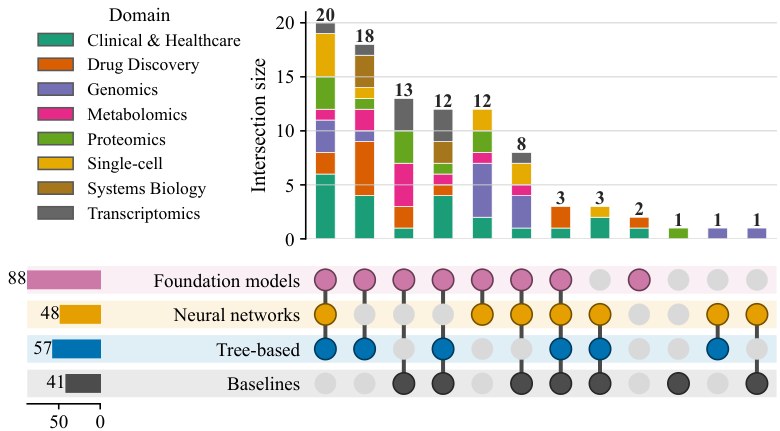 Domain
Clinical & Healthcare
Drug Discovery
Genomics
Metabolomics
Proteomics
Single-cell
Systems Biology
Transcriptomics
Intersection size
20
15
10
5
0
20
18
13
12
12
8
3
3
2
1
1
1
88
Foundation models
48
Neural networks
57
Tree-based
41
Baselines
50
0